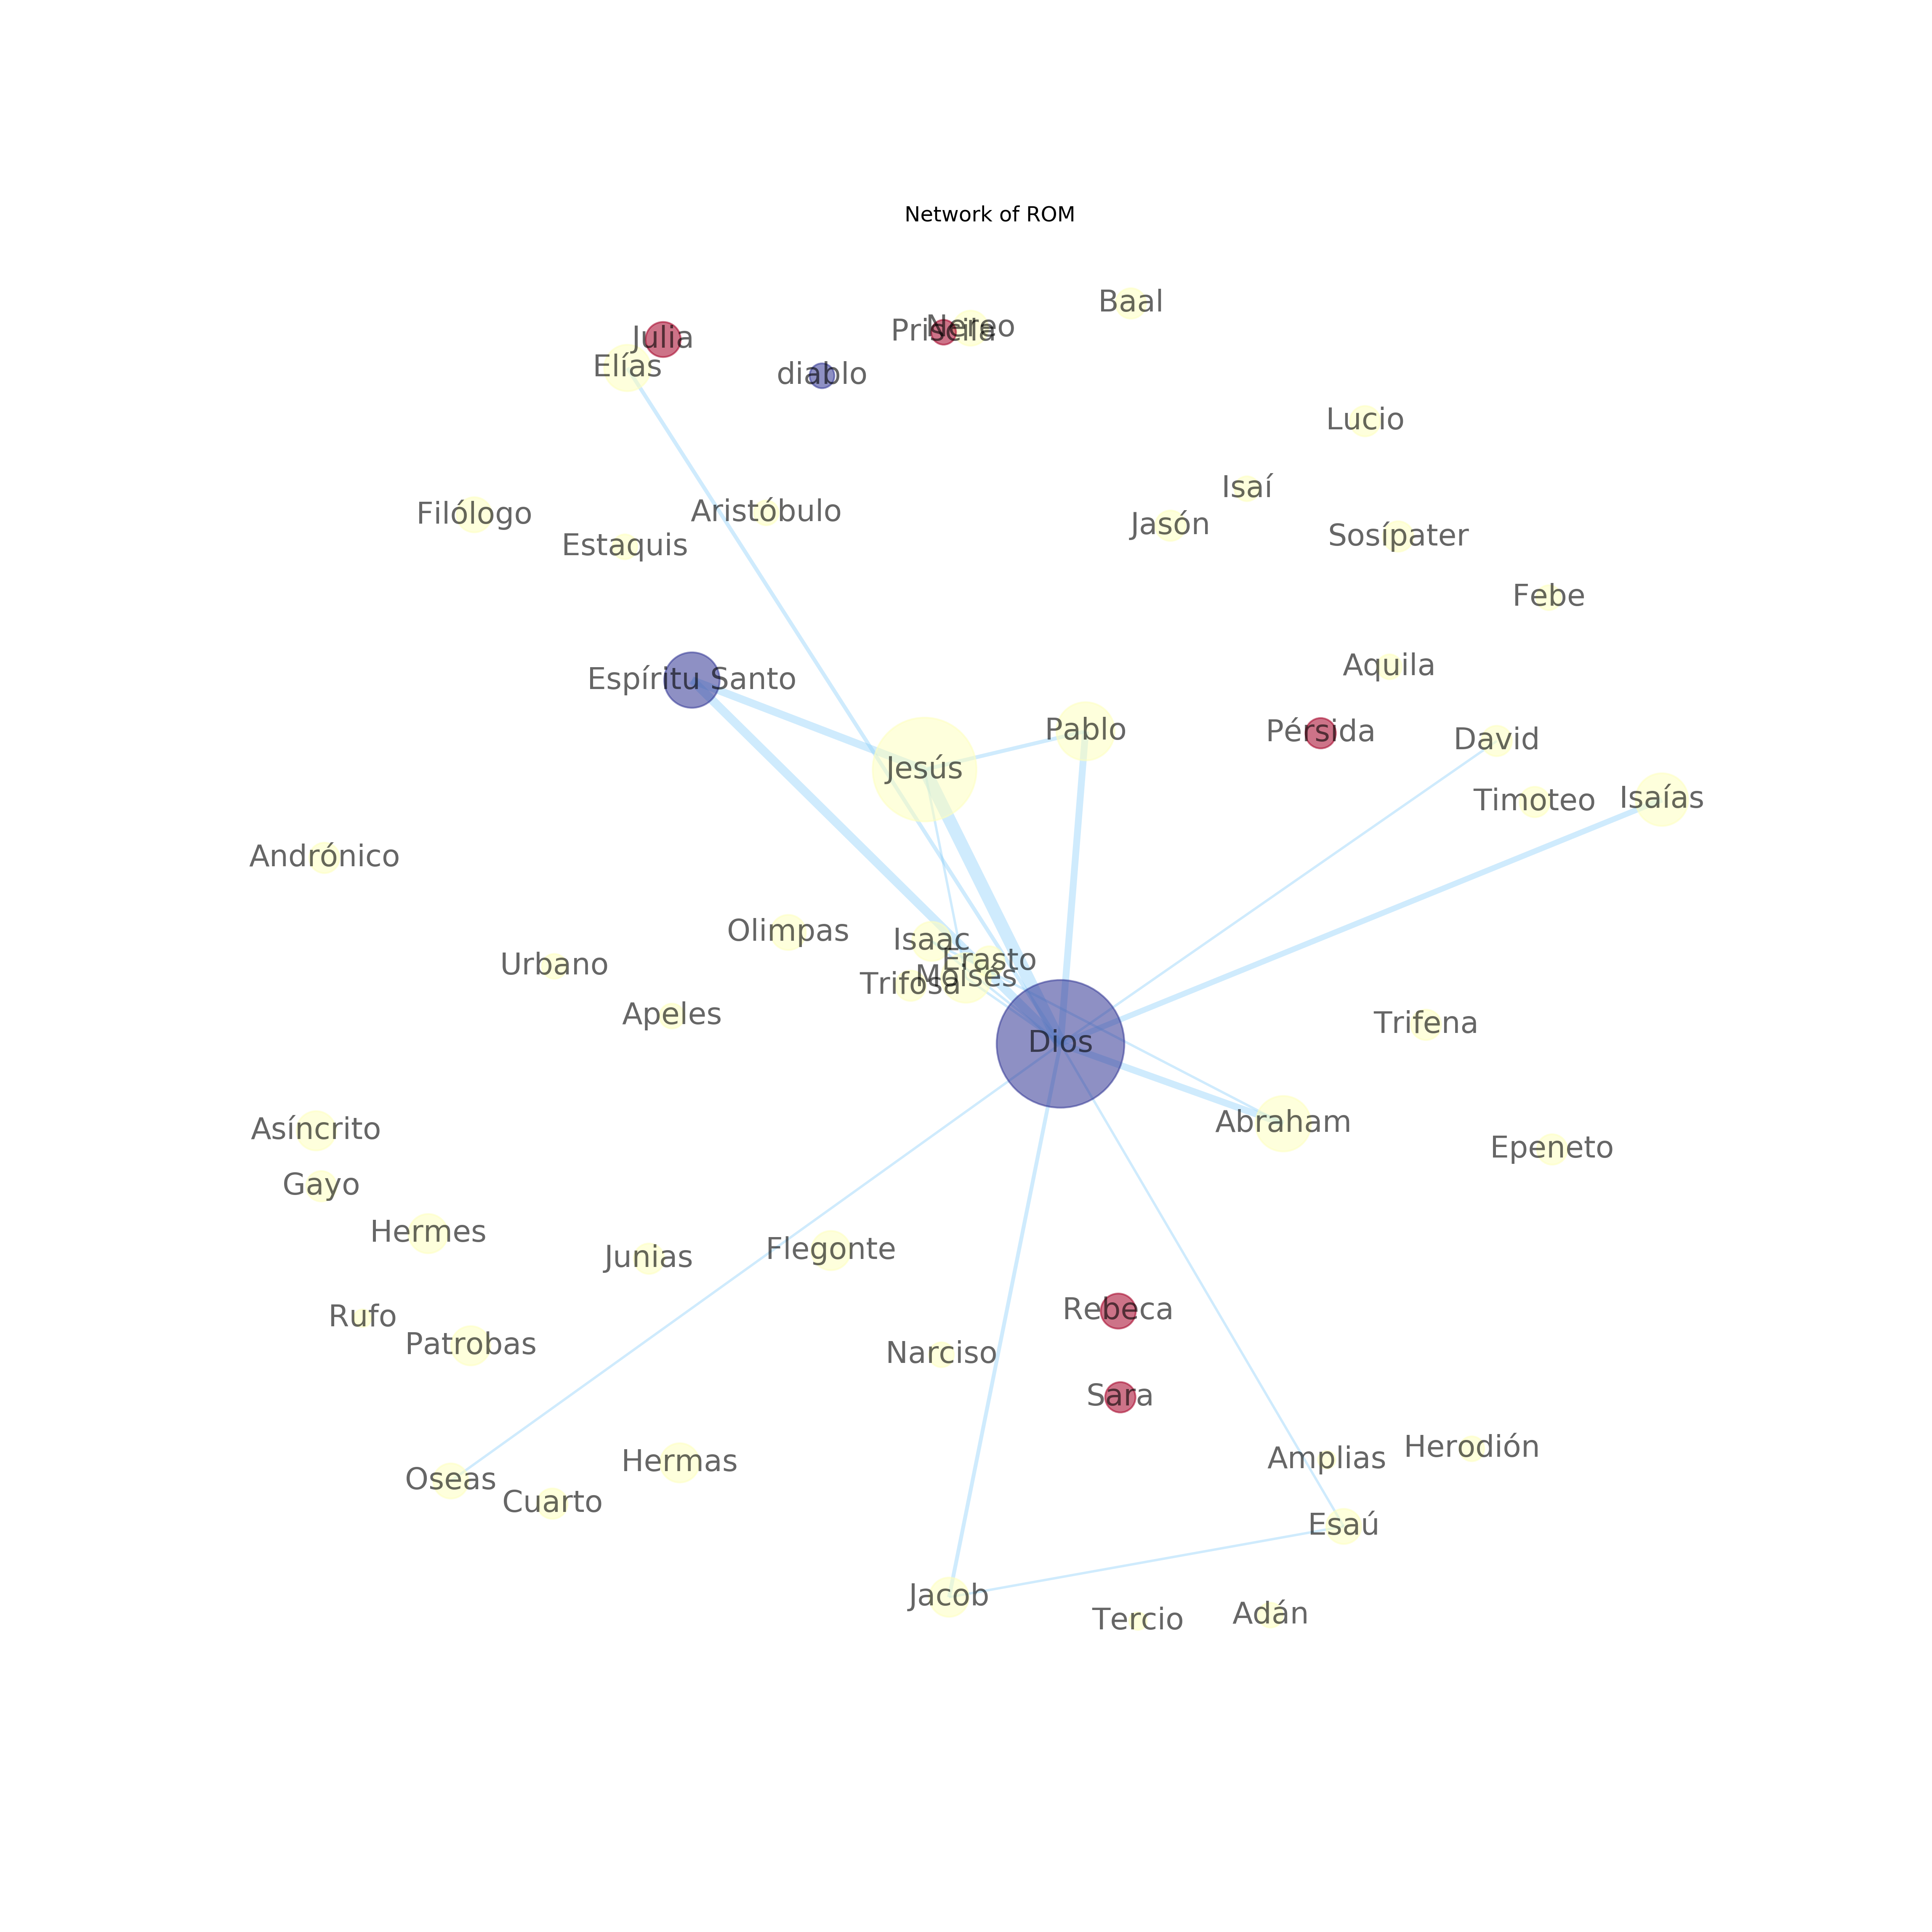 Network of ROM
Baal
Nereo
Priscila
Julia
Elías
diablo
Lucio
Isaí
Filólogo
Aristóbulo
Jasón
Sosípater
Estaquis
Febe
Aquila
Espíritu Santo
Pablo
Pérsida
David
Jesús
Timoteo
Isaías
Andrónico
Olimpas
Isaac
Erasto
Urbano
Moisés
Trifosa
Apeles
Trifena
Dios
Abraham
Asíncrito
Epeneto
Gayo
Hermes
Flegonte
Junias
Rebeca
Rufo
Patrobas
Narciso
Sara
Herodión
Amplias
Hermas
Oseas
Cuarto
Esaú
Jacob
Adán
Tercio